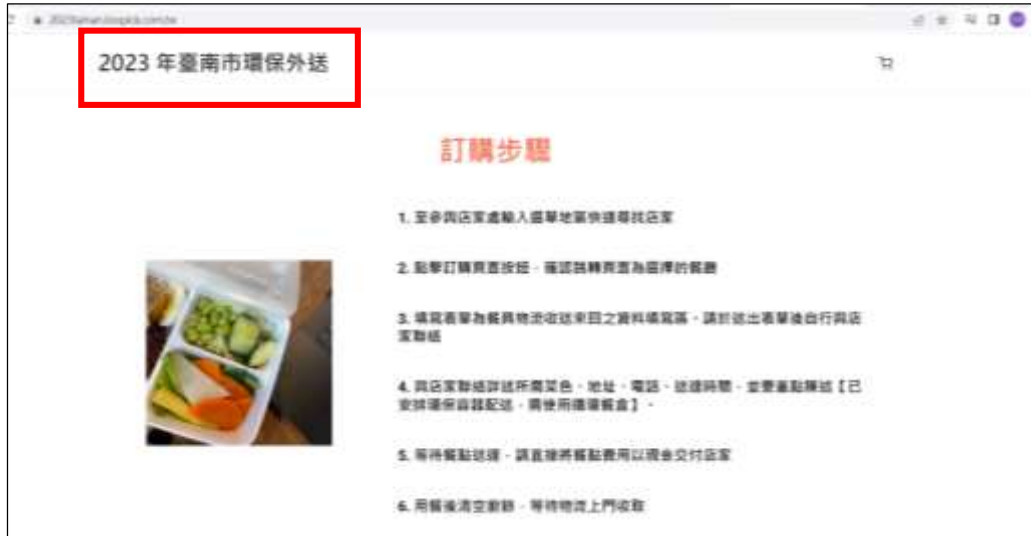 2023 年臺南市環保外送
訂購步驟
1. 至參與店家處輸入選單地區快速尋找店家
2. 點擊訂購頁面按鈕，確認跳轉頁面為選擇的餐廳
3. 填寫表單為餐具物流收送來回之資料填寫區，請於送出表單後自行與店
家聯絡
4. 與店家聯絡詳述所需菜色、地址、電話、送達時間，並要重點陳述【已
安排環保容器配送，需使用循環餐盒】。
5. 等待餐點送達，請直接將餐點費用以現金交付店家
6. 用餐後清空廚餘，等待物流上門收取